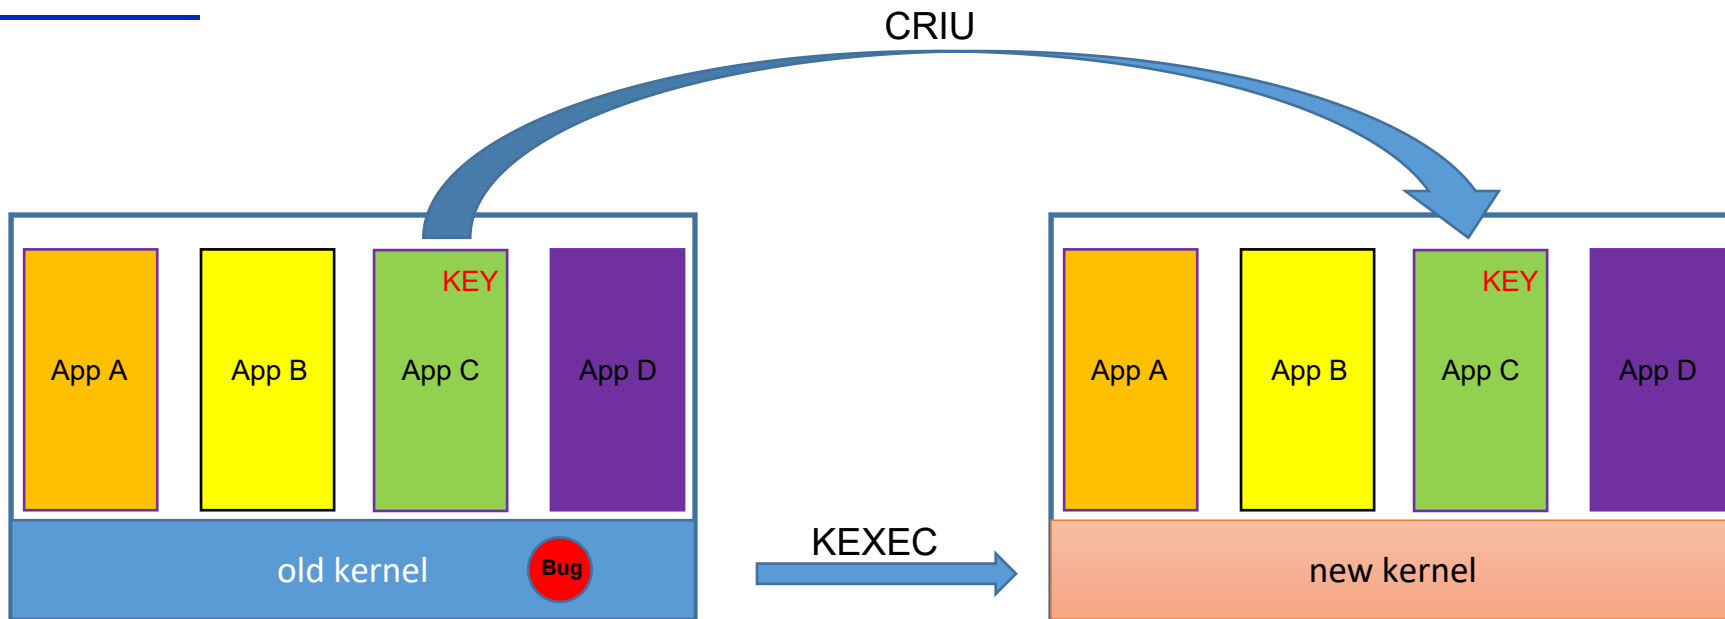 CRIU
KEY
App A
App B
App C
App D
old kernel
Bug
KEXEC
KEY
App A
App B
App C
App D
new kernel